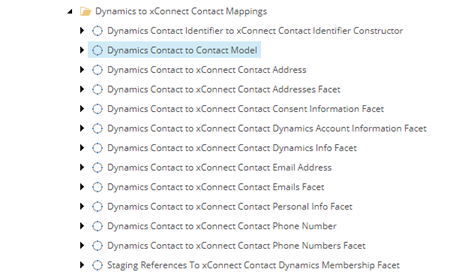 Dynamics to xConnect Contact Mappings
Dynamics Contact Identifier to xConnect Contact Identifier Constructor
Dynamics Contact to Contact Model
Dynamics Contact to xConnect Contact Address
Dynamics Contact to xConnect Contact Addresses Facet
Dynamics Contact to xConnect Contact Consent Information Facet
Dynamics Contact to xConnect Contact Dynamics Account Information Facet
Dynamics Contact to xConnect Contact Dynamics Info Facet
Dynamics Contact to xConnect Contact Email Address
Dynamics Contact to xConnect Contact Emails Facet
Dynamics Contact to xConnect Contact Personal Info Facet
Dynamics Contact to xConnect Contact Phone Number
Dynamics Contact to xConnect Contact Phone Numbers Facet
Staging References To xConnect Contact Dynamics Membership Facet